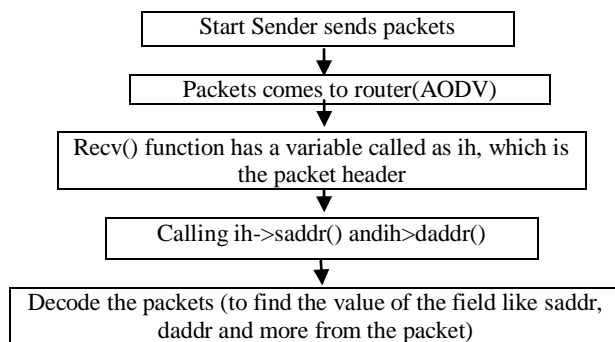 Start Sender sends packets
Packets comes to router(AODV)
Recv() function has a variable called as ih, which is
the packet header
Calling ih->saddr() andih>daddr()
Decode the packets (to find the value of the field like saddr,
daddr and more from the packet)